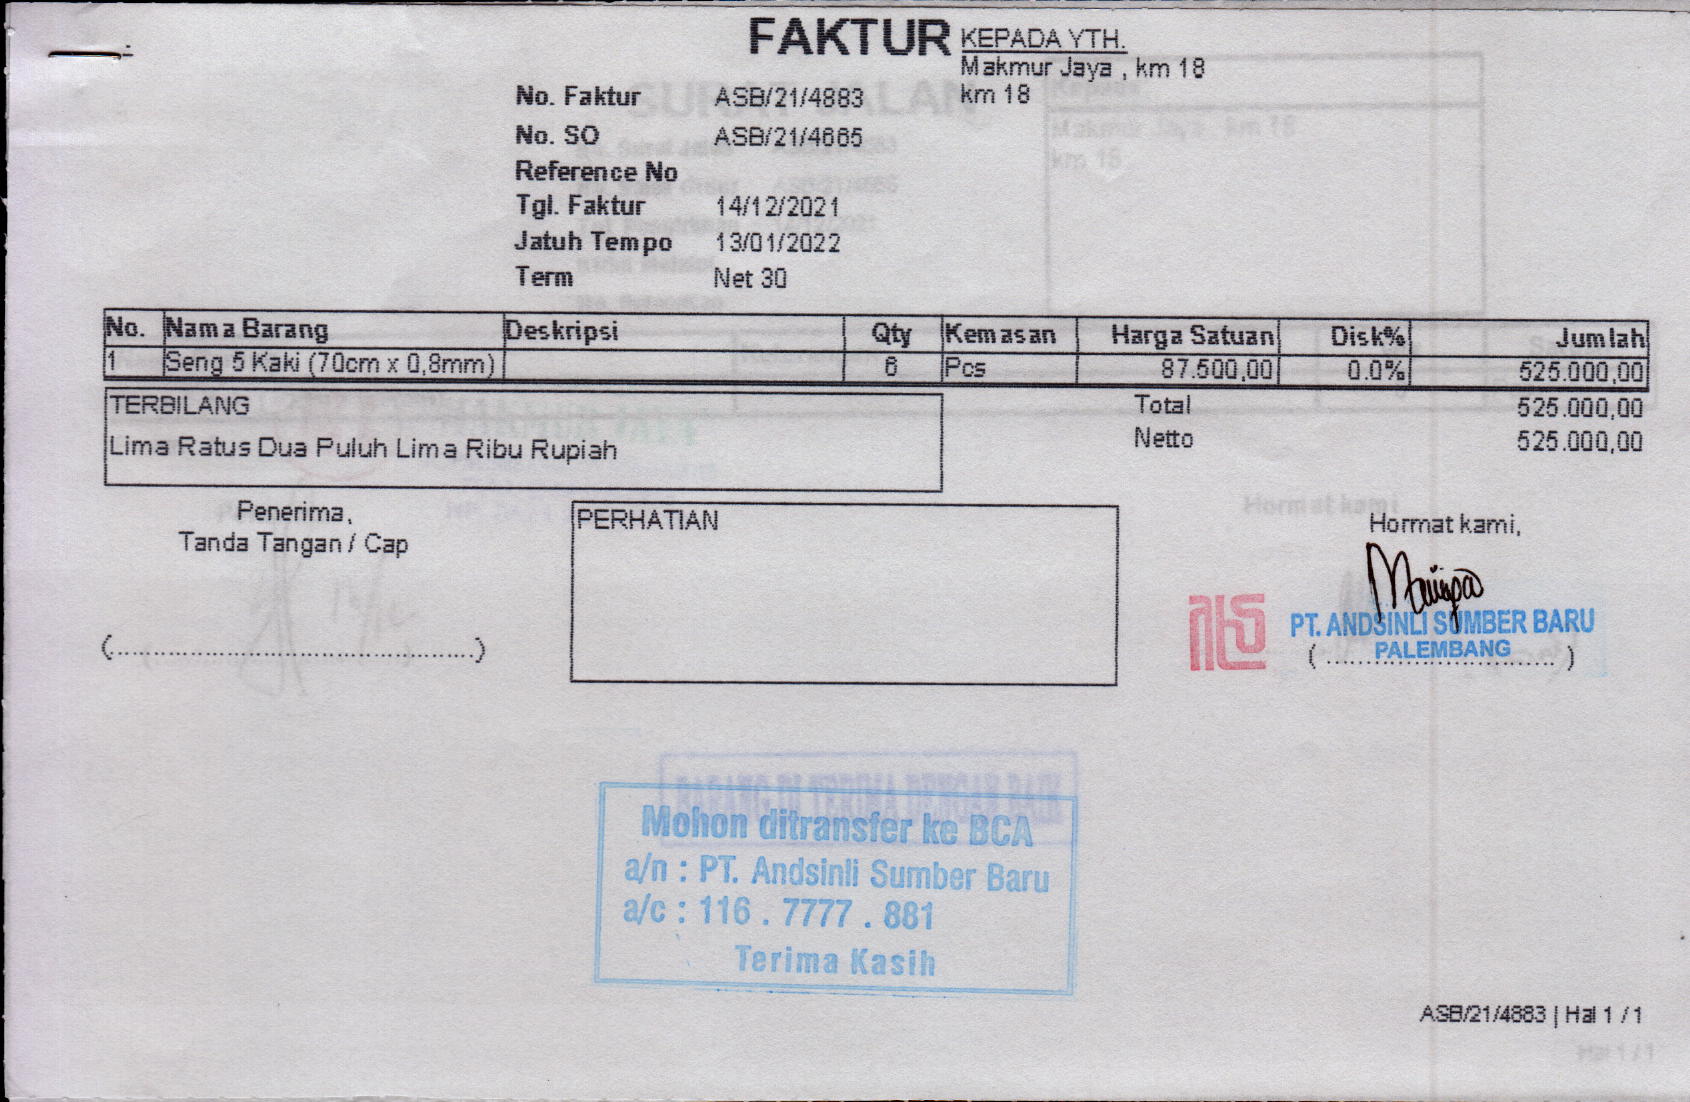 FAKTUR
KEPADA YTH.
Makmur Jaya , km 18
km 18
No. Faktur ASB/21/4883
No. SO ASB/21/4665
Reference No
Tgl. Faktur 14/12/2021
Jatuh Tempo 13/01/2022
Term Net 30
No. Nama Barang Deskripsi Qty Kemasan Harga Satuan Disk% Jumlah
1 Seng 5 Kaki (70cm x 0,8mm) 6 Pcs 87.500,00 0.0% 525.000,00
TERBILANG
Lima Ratus Dua Puluh Lima Ribu Rupiah
Total 525.000,00
Netto 525.000,00
Penerima,
Tanda Tangan / Cap
(..........................................)
PERHATIAN
Hormat kami,
PT. ANDSINLI SUMBER BARU
PALEMBANG
Mohon ditransfer ke BCA
a/n : PT. Andsinli Sumber Baru
a/c : 116 . 7777 . 881
Terima Kasih
ASB/21/4883 | Hal 1 / 1